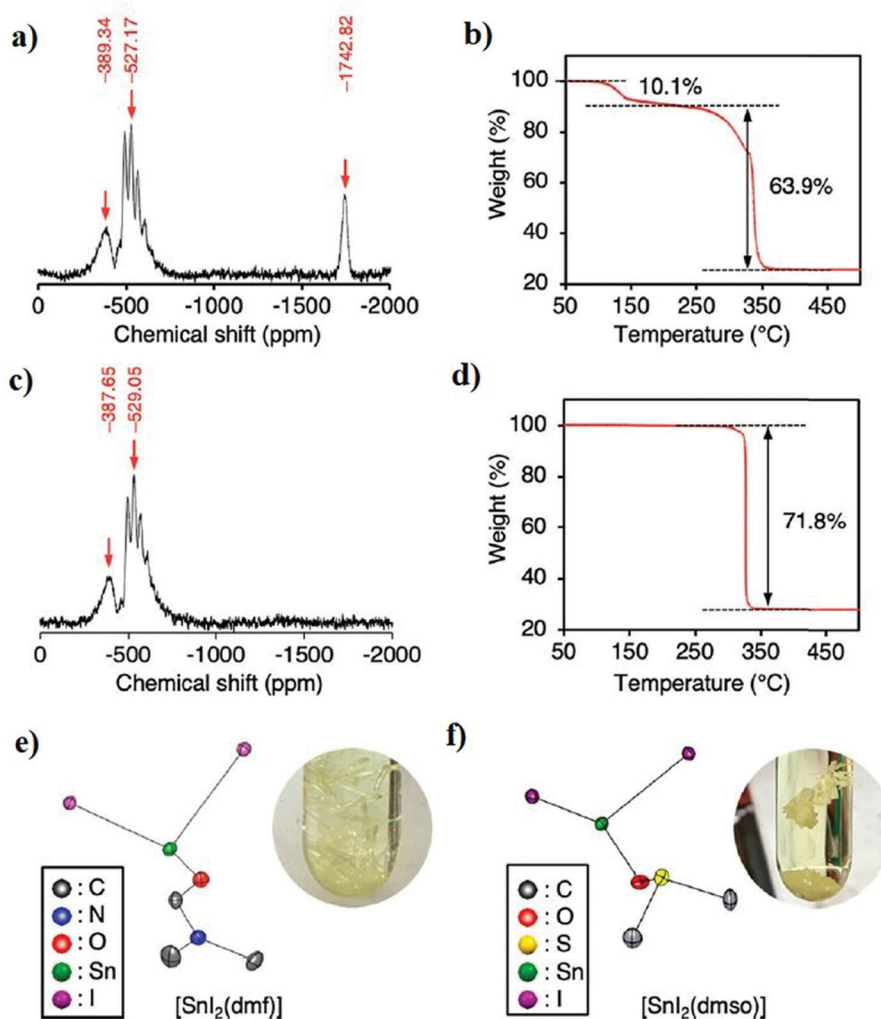 a)
-389.34
-527.17
-1742.82
0
-500
-1000
-1500
-2000
Chemical shift (ppm)
b)
100
80
60
40
20
Weight (%)
10.1%
63.9%
50
150
250
350
450
Temperature (°C)
c)
-387.65
-529.05
0
-500
-1000
-1500
-2000
Chemical shift (ppm)
d)
100
80
60
40
20
Weight (%)
71.8%
50
150
250
350
450
Temperature (°C)
e)
: C
: N
: O
: Sn
: I
[SnI₂(dmf)]
f)
: C
: O
: S
: Sn
: I
[SnI₂(dmso)]